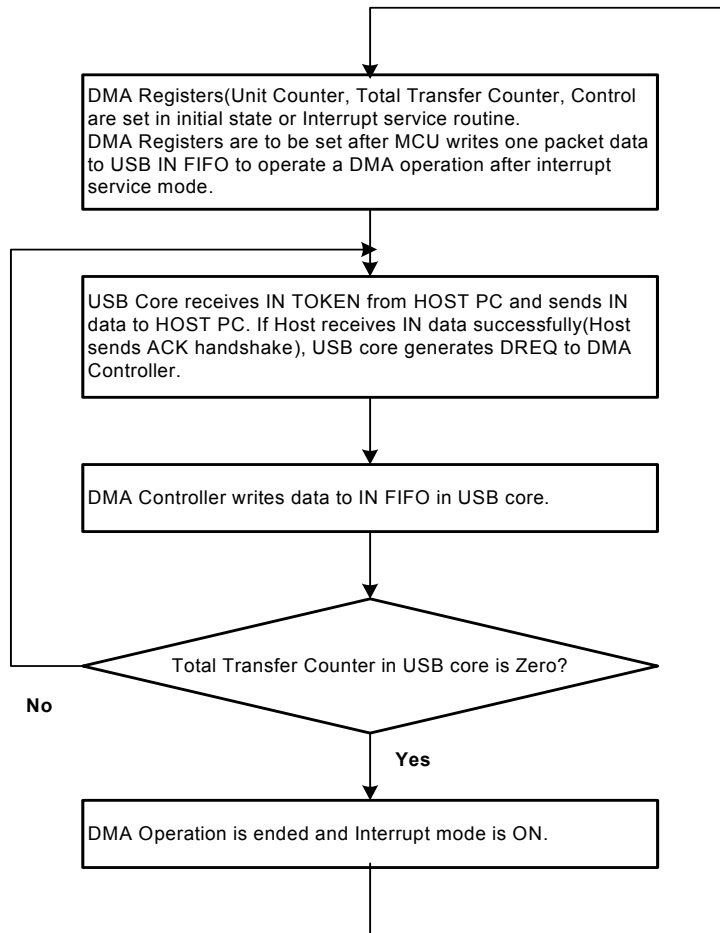 DMA Registers(Unit Counter, Total Transfer Counter, Control
are set in initial state or Interrupt service routine.
DMA Registers are to be set after MCU writes one packet data
to USB IN FIFO to operate a DMA operation after interrupt
service mode.
USB Core receives IN TOKEN from HOST PC and sends IN
data to HOST PC. If Host receives IN data successfully(Host
sends ACK handshake), USB core generates DREQ to DMA
Controller.
DMA Controller writes data to IN FIFO in USB core.
Total Transfer Counter in USB core is Zero?
No
Yes
DMA Operation is ended and Interrupt mode is ON.